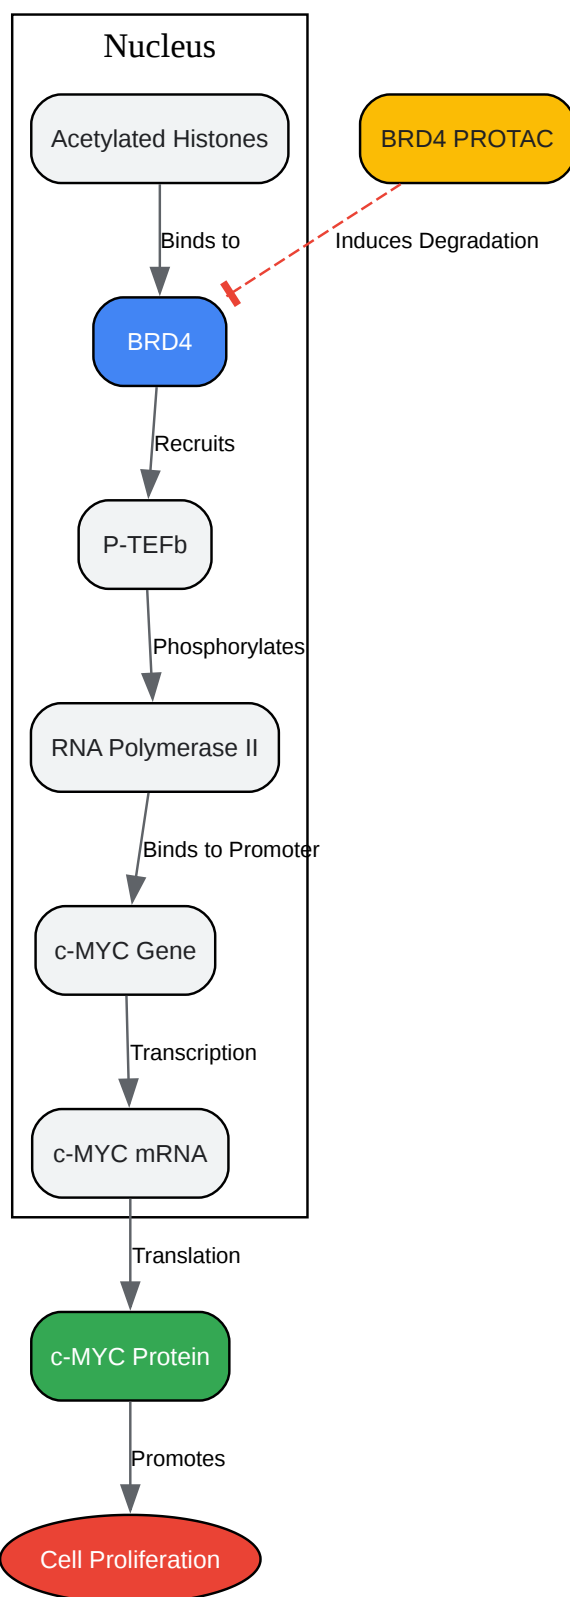 Nucleus
Acetylated Histones
BRD4 PROTAC
Binds to
Induces Degradation
BRD4
Recruits
P-TEFb
Phosphorylates
RNA Polymerase II
Binds to Promoter
c-MYC Gene
Transcription
c-MYC mRNA
Translation
c-MYC Protein
Promotes
Cell Proliferation